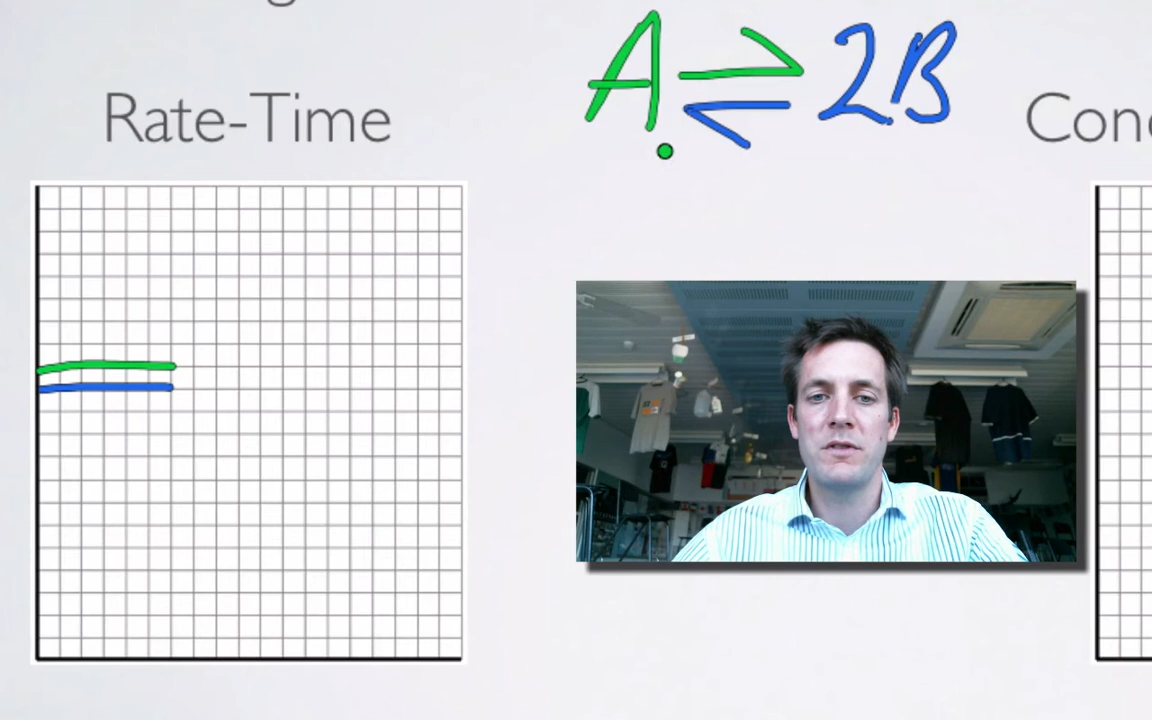 A ⇌ 2B
Rate-Time
Conc